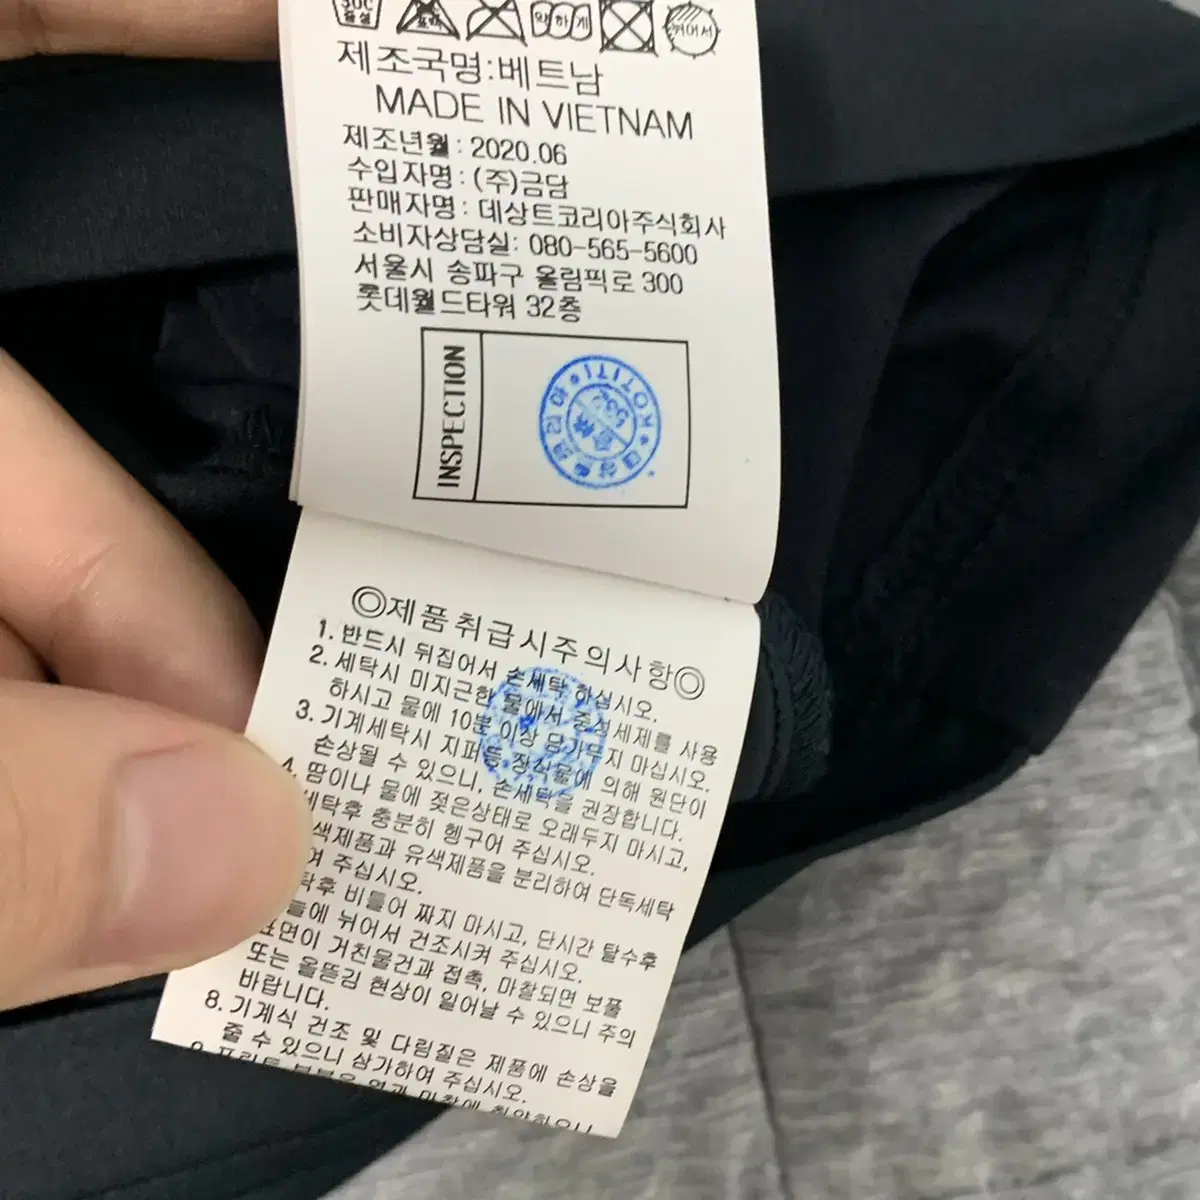 약하게
뉘어서
제조국명:베트남
MADE IN VIETNAM
제조년월: 2020.06
수입자명: (주)금담
판매자명: 데상트코리아주식회사
소비자상담실: 080-565-5600
서울시 송파구 올림픽로 300
롯데월드타워 32층
INSPECTION
KOTITI
◎제품취급시주의사항◎
1. 반드시 뒤집어서 손세탁 하십시오.
2. 세탁시 미지근한 물에서 중성세제를 사용
하시고 물에 10분 이상 담가두지 마십시오.
3. 기계세탁시 지퍼등 장식물에 의해 원단이
손상될 수 있으니, 손세탁을 권장합니다.
4. 땀이나 물에 젖은상태로 오래두지 마시고,
세탁후 충분히 헹구어 주십시오.
색제품과 유색제품을 분리하여 단독세탁
여 주십시오.
탁후 비틀어 짜지 마시고, 단시간 탈수후
늘에 뉘어서 건조시켜 주십시오.
표면이 거친물건과 접촉, 마찰되면 보풀
또는 올뜯김 현상이 일어날 수 있으니 주의
바랍니다.
8. 기계식 건조 및 다림질은 제품에 손상을
줄 수 있으니 삼가하여 주십시오.